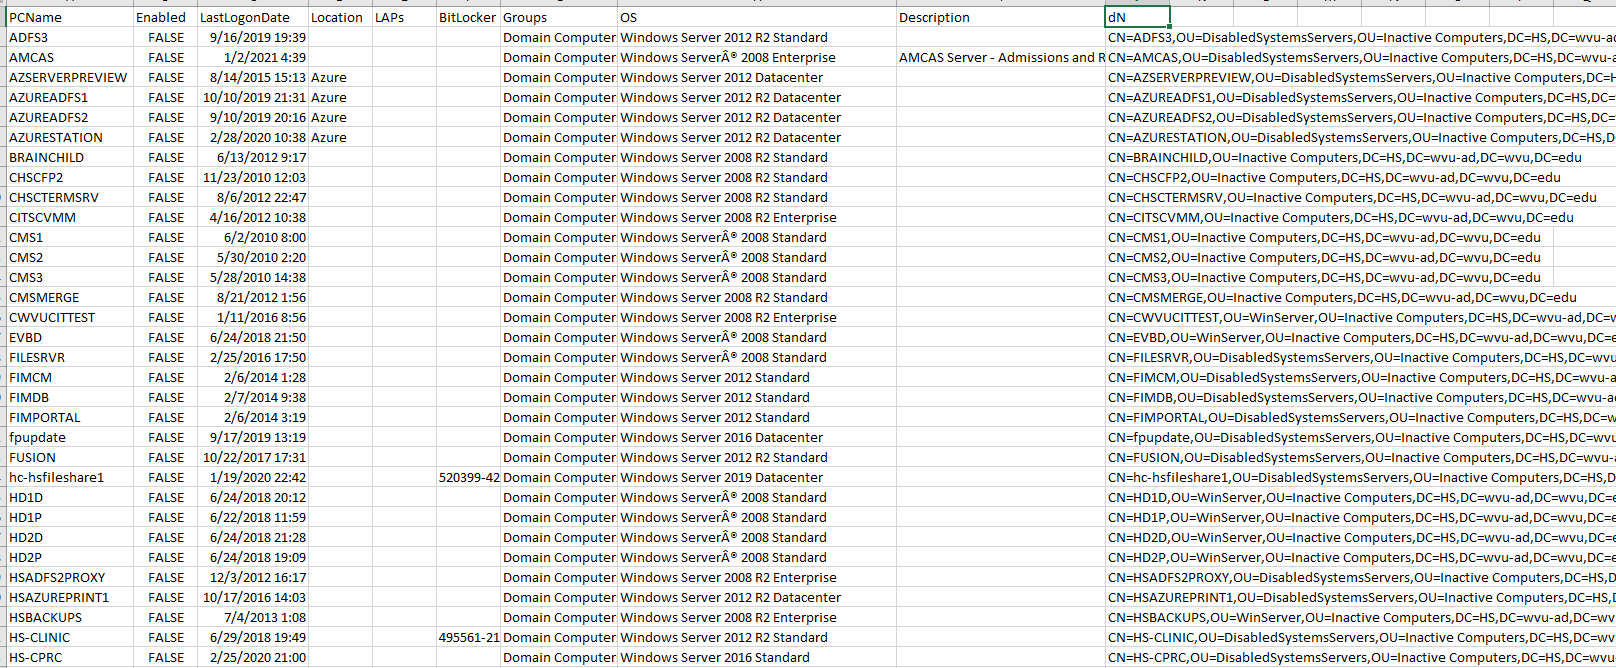 PCName Enabled LastLogonDate Location LAPs BitLocker Groups OS Description dN
ADFS3 FALSE 9/16/2019 19:39 Domain Computer Windows Server 2012 R2 Standard CN=ADFS3,OU=DisabledSystemsServers,OU=Inactive Computers,DC=HS,DC=wvu-ad
AMCAS FALSE 1/2/2021 4:39 Domain Computer Windows ServerÂ® 2008 Enterprise AMCAS Server - Admissions and R CN=AMCAS,OU=DisabledSystemsServers,OU=Inactive Computers,DC=HS,DC=wvu-a
AZSERVERPREVIEW FALSE 8/14/2015 15:13 Azure Domain Computer Windows Server 2012 Datacenter CN=AZSERVERPREVIEW,OU=DisabledSystemsServers,OU=Inactive Computers,DC=H
AZUREADFS1 FALSE 10/10/2019 21:31 Azure Domain Computer Windows Server 2012 R2 Datacenter CN=AZUREADFS1,OU=DisabledSystemsServers,OU=Inactive Computers,DC=HS,DC=
AZUREADFS2 FALSE 9/10/2019 20:16 Azure Domain Computer Windows Server 2012 R2 Datacenter CN=AZUREADFS2,OU=DisabledSystemsServers,OU=Inactive Computers,DC=HS,DC=
AZURESTATION FALSE 2/28/2020 10:38 Azure Domain Computer Windows Server 2012 R2 Datacenter CN=AZURESTATION,OU=DisabledSystemsServers,OU=Inactive Computers,DC=HS,D
BRAINCHILD FALSE 6/13/2012 9:17 Domain Computer Windows Server 2008 R2 Standard CN=BRAINCHILD,OU=Inactive Computers,DC=HS,DC=wvu-ad,DC=wvu,DC=edu
CHSCFP2 FALSE 11/23/2010 12:03 Domain Computer Windows Server 2008 R2 Standard CN=CHSCFP2,OU=Inactive Computers,DC=HS,DC=wvu-ad,DC=wvu,DC=edu
CHSCTERMSRV FALSE 8/6/2012 22:47 Domain Computer Windows Server 2008 R2 Standard CN=CHSCTERMSRV,OU=Inactive Computers,DC=HS,DC=wvu-ad,DC=wvu,DC=edu
CITSCVMM FALSE 4/16/2012 10:38 Domain Computer Windows Server 2008 R2 Enterprise CN=CITSCVMM,OU=Inactive Computers,DC=HS,DC=wvu-ad,DC=wvu,DC=edu
CMS1 FALSE 6/2/2010 8:00 Domain Computer Windows ServerÂ® 2008 Standard CN=CMS1,OU=Inactive Computers,DC=HS,DC=wvu-ad,DC=wvu,DC=edu
CMS2 FALSE 5/30/2010 2:20 Domain Computer Windows ServerÂ® 2008 Standard CN=CMS2,OU=Inactive Computers,DC=HS,DC=wvu-ad,DC=wvu,DC=edu
CMS3 FALSE 5/28/2010 14:38 Domain Computer Windows ServerÂ® 2008 Standard CN=CMS3,OU=Inactive Computers,DC=HS,DC=wvu-ad,DC=wvu,DC=edu
CMSMERGE FALSE 8/21/2012 1:56 Domain Computer Windows Server 2008 R2 Standard CN=CMSMERGE,OU=Inactive Computers,DC=HS,DC=wvu-ad,DC=wvu,DC=edu
CWVUCITTEST FALSE 1/11/2016 8:56 Domain Computer Windows Server 2008 R2 Enterprise CN=CWVUCITTEST,OU=WinServer,OU=Inactive Computers,DC=HS,DC=wvu-ad,DC=w
EVBD FALSE 6/24/2018 21:50 Domain Computer Windows ServerÂ® 2008 Standard CN=EVBD,OU=WinServer,OU=Inactive Computers,DC=HS,DC=wvu-ad,DC=wvu,DC=e
FILESRVR FALSE 2/25/2016 17:50 Domain Computer Windows ServerÂ® 2008 Standard CN=FILESRVR,OU=DisabledSystemsServers,OU=Inactive Computers,DC=HS,DC=wvu
FIMCM FALSE 2/6/2014 1:28 Domain Computer Windows Server 2012 Standard CN=FIMCM,OU=DisabledSystemsServers,OU=Inactive Computers,DC=HS,DC=wvu-a
FIMDB FALSE 2/7/2014 9:38 Domain Computer Windows Server 2012 Standard CN=FIMDB,OU=DisabledSystemsServers,OU=Inactive Computers,DC=HS,DC=wvu-a
FIMPORTAL FALSE 2/6/2014 3:19 Domain Computer Windows Server 2012 Standard CN=FIMPORTAL,OU=DisabledSystemsServers,OU=Inactive Computers,DC=HS,DC=w
fpupdate FALSE 9/17/2019 13:19 Domain Computer Windows Server 2016 Datacenter CN=fpupdate,OU=DisabledSystemsServers,OU=Inactive Computers,DC=HS,DC=wvu
FUSION FALSE 10/22/2017 17:31 Domain Computer Windows Server 2012 R2 Standard CN=FUSION,OU=DisabledSystemsServers,OU=Inactive Computers,DC=HS,DC=wvu-
hc-hsfileshare1 FALSE 1/19/2020 22:42 520399-42 Domain Computer Windows Server 2019 Datacenter CN=hc-hsfileshare1,OU=DisabledSystemsServers,OU=Inactive Computers,DC=HS,D
HD1D FALSE 6/24/2018 20:12 Domain Computer Windows ServerÂ® 2008 Standard CN=HD1D,OU=WinServer,OU=Inactive Computers,DC=HS,DC=wvu-ad,DC=wvu,DC=e
HD1P FALSE 6/22/2018 11:59 Domain Computer Windows ServerÂ® 2008 Standard CN=HD1P,OU=WinServer,OU=Inactive Computers,DC=HS,DC=wvu-ad,DC=wvu,DC=e
HD2D FALSE 6/24/2018 21:28 Domain Computer Windows ServerÂ® 2008 Standard CN=HD2D,OU=WinServer,OU=Inactive Computers,DC=HS,DC=wvu-ad,DC=wvu,DC=e
HD2P FALSE 6/24/2018 19:09 Domain Computer Windows ServerÂ® 2008 Standard CN=HD2P,OU=WinServer,OU=Inactive Computers,DC=HS,DC=wvu-ad,DC=wvu,DC=e
HSADFS2PROXY FALSE 12/3/2012 16:17 Domain Computer Windows Server 2008 R2 Enterprise CN=HSADFS2PROXY,OU=DisabledSystemsServers,OU=Inactive Computers,DC=HS,D
HSAZUREPRINT1 FALSE 10/17/2016 14:03 Domain Computer Windows Server 2012 R2 Datacenter CN=HSAZUREPRINT1,OU=DisabledSystemsServers,OU=Inactive Computers,DC=HS,
HSBACKUPS FALSE 7/4/2013 1:08 Domain Computer Windows Server 2008 R2 Enterprise CN=HSBACKUPS,OU=WinServer,OU=Inactive Computers,DC=HS,DC=wvu-ad,DC=wv
HS-CLINIC FALSE 6/29/2018 19:49 495561-21 Domain Computer Windows Server 2012 R2 Standard CN=HS-CLINIC,OU=DisabledSystemsServers,OU=Inactive Computers,DC=HS,DC=wv
HS-CPRC FALSE 2/25/2020 21:00 Domain Computer Windows Server 2016 Standard CN=HS-CPRC,OU=DisabledSystemsServers,OU=Inactive Computers,DC=HS,DC=wvu